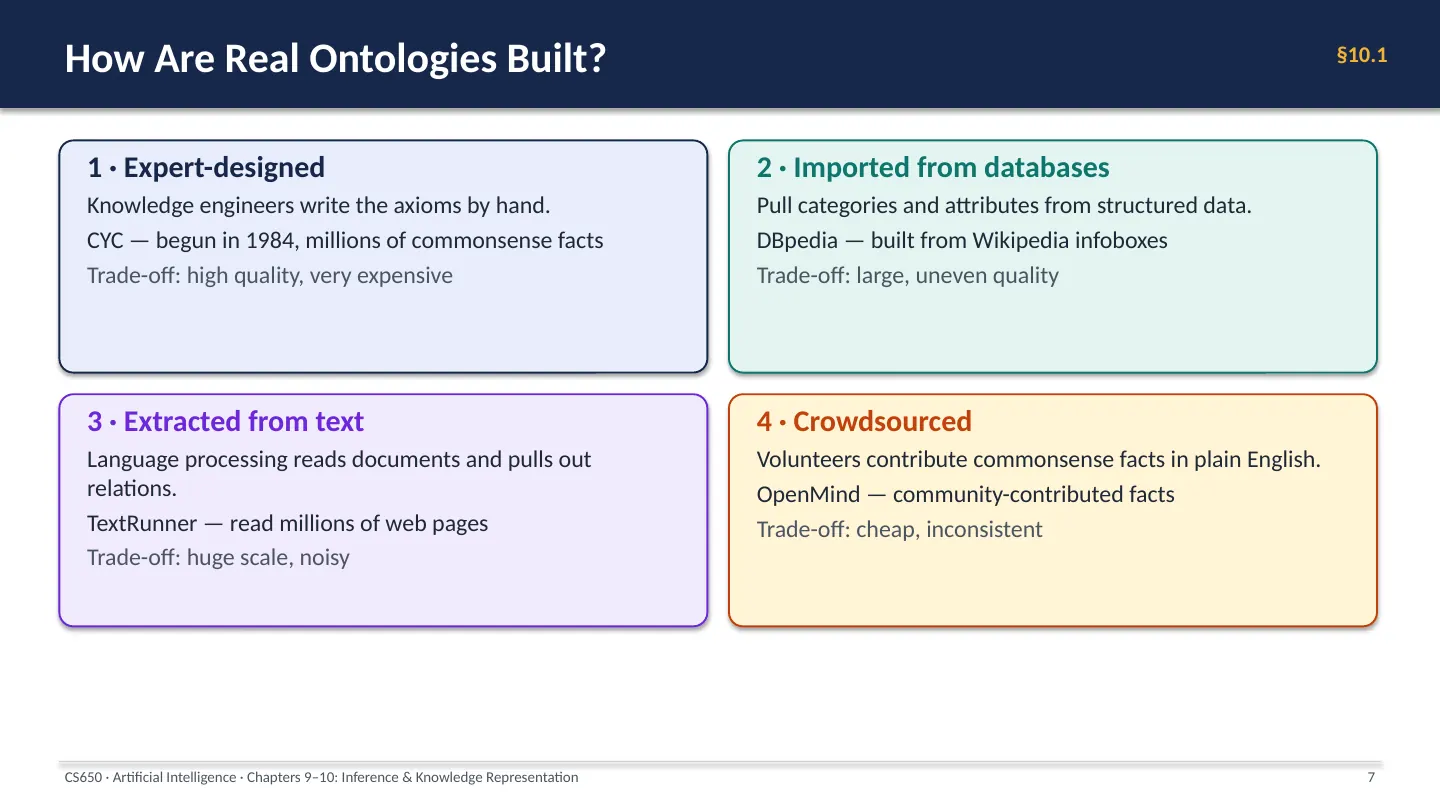 How Are Real Ontologies Built?
§10.1
1 · Expert-designed
Knowledge engineers write the axioms by hand.
CYC — begun in 1984, millions of commonsense facts
Trade-off: high quality, very expensive
2 · Imported from databases
Pull categories and attributes from structured data.
DBpedia — built from Wikipedia infoboxes
Trade-off: large, uneven quality
3 · Extracted from text
Language processing reads documents and pulls out
relations.
TextRunner — read millions of web pages
Trade-off: huge scale, noisy
4 · Crowdsourced
Volunteers contribute commonsense facts in plain English.
OpenMind — community-contributed facts
Trade-off: cheap, inconsistent
CS650 · Artificial Intelligence · Chapters 9–10: Inference & Knowledge Representation
7